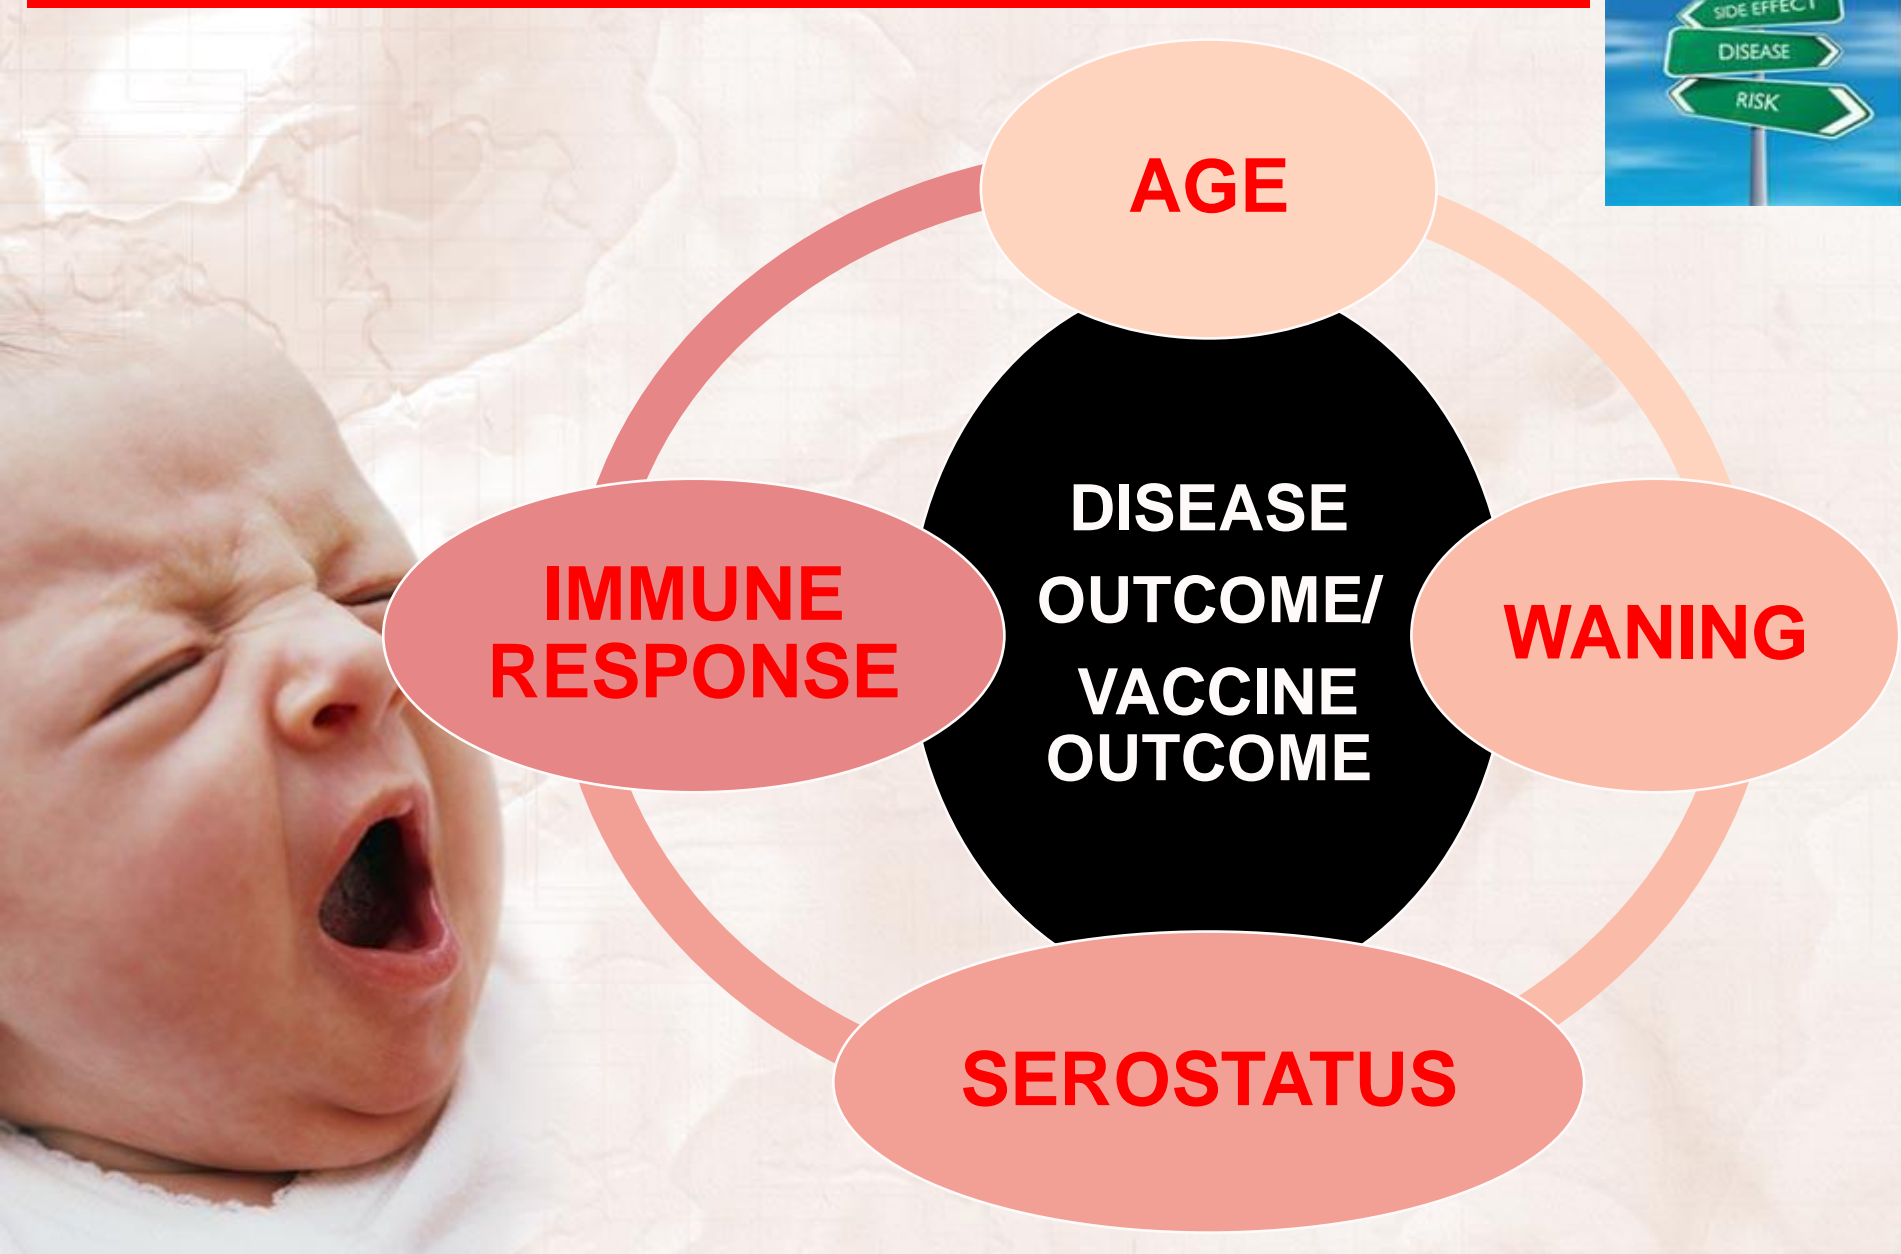 SIDE EFFECT
DISEASE
RISK
AGE
DISEASE
OUTCOME/
VACCINE
OUTCOME
IMMUNE
RESPONSE
WANING
SEROSTATUS